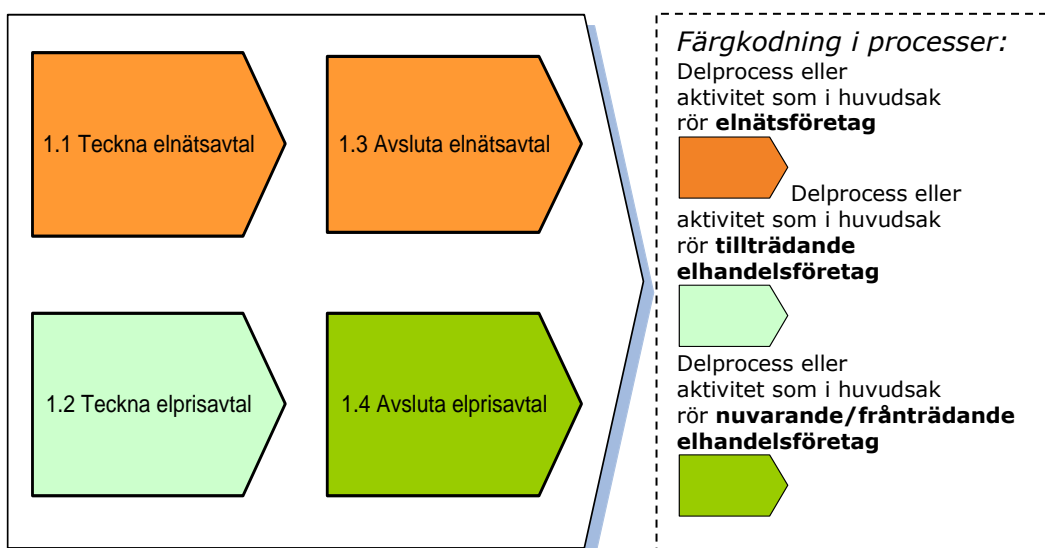 1.1 Teckna elnätsavtal
1.3 Avsluta elnätsavtal
1.2 Teckna elprisavtal
1.4 Avsluta elprisavtal
Färgkodning i processer:
Delprocess eller
aktivitet som i huvudsak
rör elnätsföretag
Delprocess eller
aktivitet som i huvudsak
rör tillträdande
elhandelsföretag
Delprocess eller
aktivitet som i huvudsak
rör nuvarande/frånträdande
elhandelsföretag